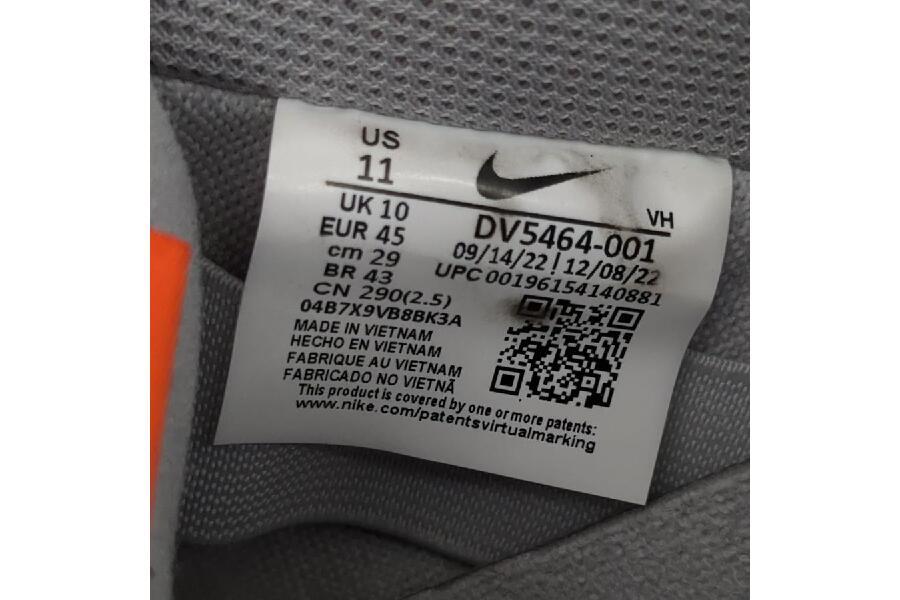 US
11
VH
UK 10
EUR 45
cm 29
BR 43
CN 290(2.5)
04B7X9VB8BK3A
DV5464-001
09/14/22 | 12/08/22
UPC 00196154140881
MADE IN VIETNAM
HECHO EN VIETNAM
FABRIQUE AU VIETNAM
FABRICADO NO VIETNÃ
This product is covered by one or more patents:
www.nike.com/patentsvirtualmarking